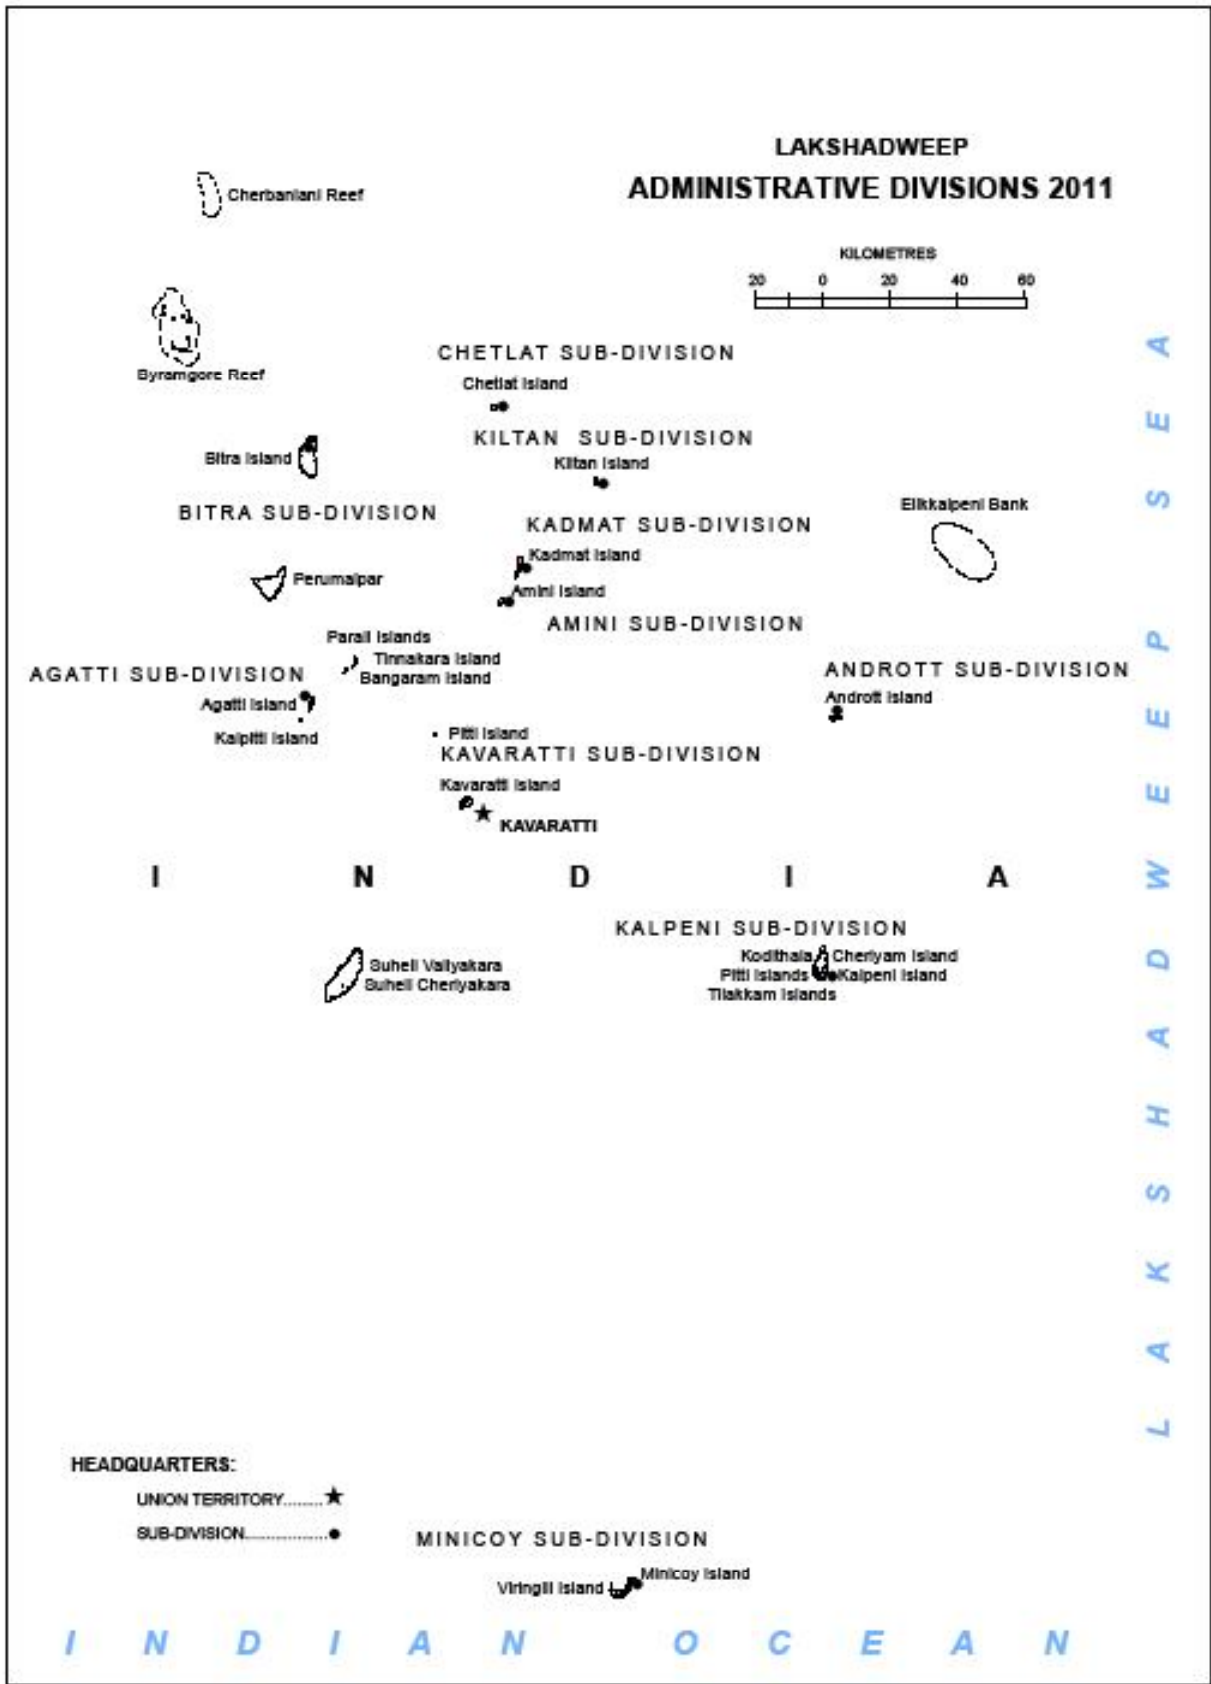 LAKSHADWEEP
ADMINISTRATIVE DIVISIONS 2011
Cherbaniani Reef
KILOMETRES
20 0 20 40 60
Byramgore Reef
CHETLAT SUB-DIVISION
Chetlat Island
KILTAN SUB-DIVISION
Kiltan Island
Bitra Island
BITRA SUB-DIVISION
Elikkalpeni Bank
KADMAT SUB-DIVISION
Kadmat Island
Perumalpar
Amini Island
AMINI SUB-DIVISION
Parali Islands
Tinnakara Island
Bangaram Island
AGATTI SUB-DIVISION
Agatti Island
Kalpitti Island
ANDROTT SUB-DIVISION
Andrott Island
Pitti Island
KAVARATTI SUB-DIVISION
Kavaratti Island
KAVARATTI
I N D I A
KALPENI SUB-DIVISION
Kodithala Cheriyam Island
Pitti Islands Kalpeni Island
Tilakkam Islands
Suheli Valiyakara
Suheli Cheriyakara
LAKSHADWEEP SEA
HEADQUARTERS:
UNION TERRITORY........★
SUB-DIVISION.................●
MINICOY SUB-DIVISION
Minicoy Island
Viringili Island
INDIAN OCEAN